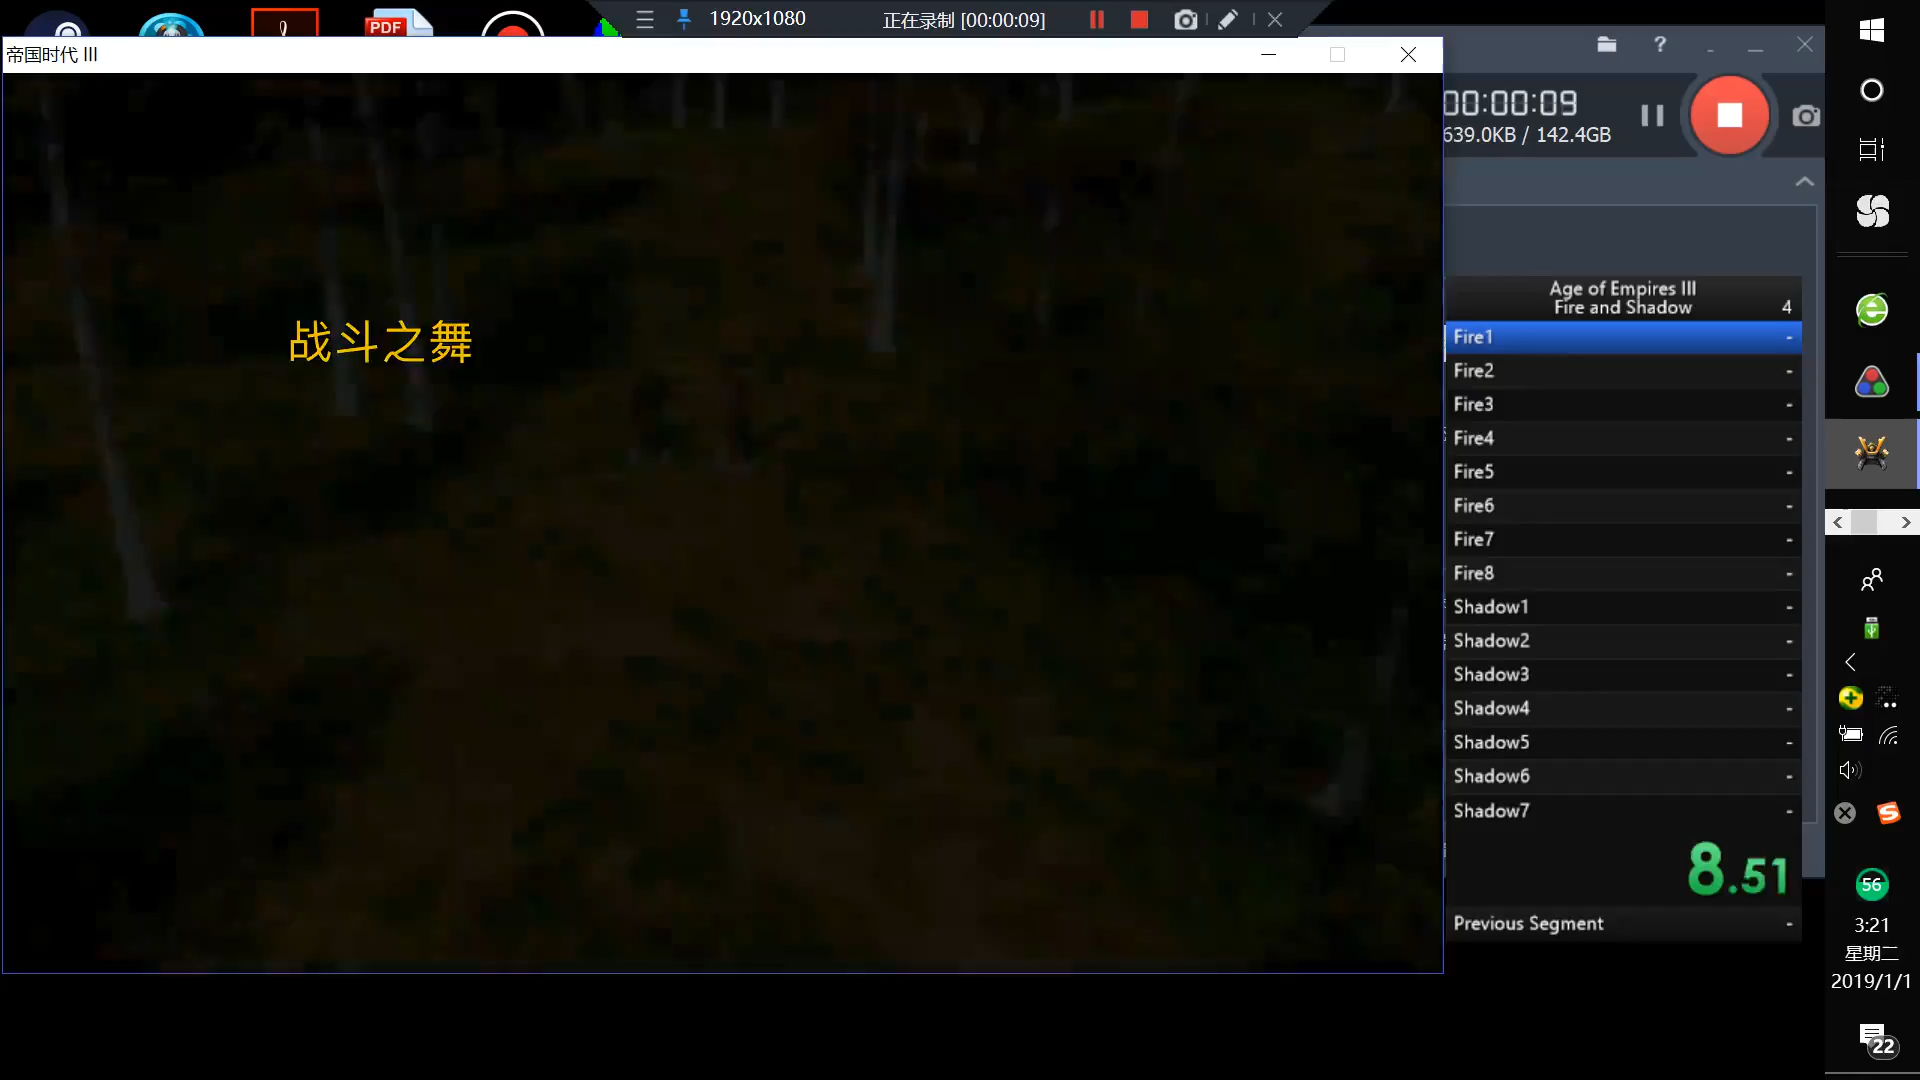 PDF
1920x1080
正在录制 [00:00:09]
帝国时代 III
?
00:00:09
639.0KB / 142.4GB
战斗之舞
Age of Empires III
Fire and Shadow 4
Fire1 -
Fire2 -
Fire3 -
Fire4 -
Fire5 -
Fire6 -
Fire7 -
Fire8 -
Shadow1 -
Shadow2 -
Shadow3 -
Shadow4 -
Shadow5 -
Shadow6 -
Shadow7 -
8.51
Previous Segment -
56
3:21
星期二
2019/1/1
22